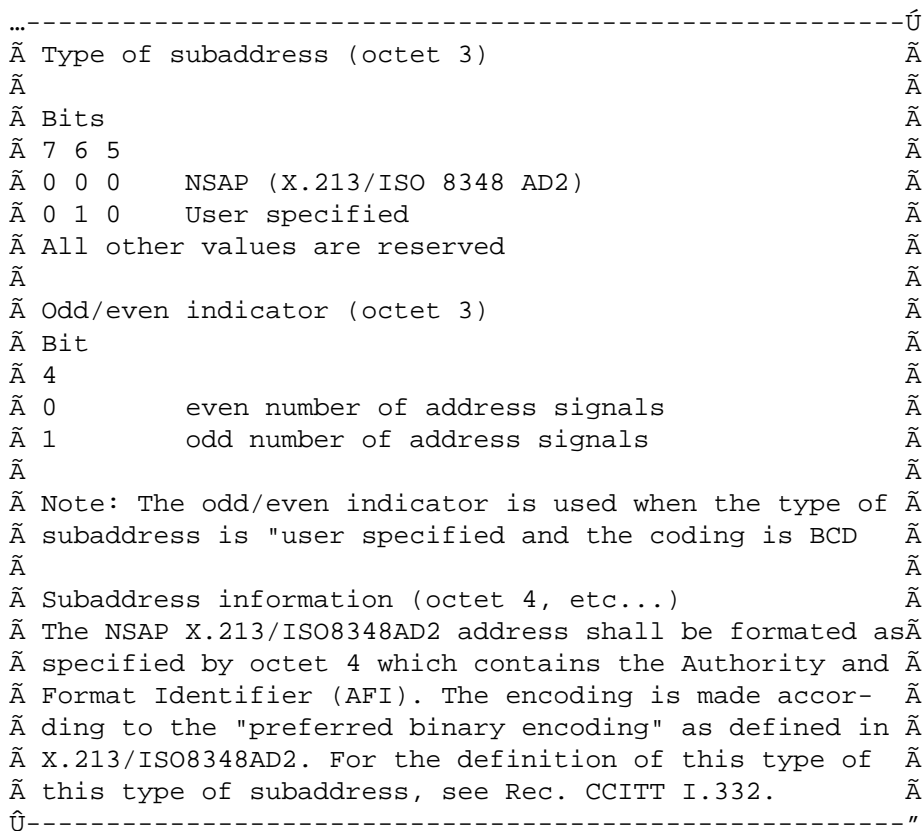 …--------------------------------------------------------Ú
Ã Type of subaddress (octet 3)                           Ã
Ã                                                        Ã
Ã Bits                                                   Ã
Ã 7 6 5                                                  Ã
Ã 0 0 0    NSAP (X.213/ISO 8348 AD2)                     Ã
Ã 0 1 0    User specified                                Ã
Ã All other values are reserved                          Ã
Ã                                                        Ã
Ã Odd/even indicator (octet 3)                           Ã
Ã Bit                                                    Ã
Ã 4                                                      Ã
Ã 0        even number of address signals                Ã
Ã 1        odd number of address signals                 Ã
Ã                                                        Ã
Ã Note: The odd/even indicator is used when the type of Ã
Ã subaddress is "user specified and the coding is BCD    Ã
Ã                                                        Ã
Ã Subaddress information (octet 4, etc...)               Ã
Ã The NSAP X.213/ISO8348AD2 address shall be formated asÃ
Ã specified by octet 4 which contains the Authority and Ã
Ã Format Identifier (AFI). The encoding is made accor-   Ã
Ã ding to the "preferred binary encoding" as defined in Ã
Ã X.213/ISO8348AD2. For the definition of this type of   Ã
Ã this type of subaddress, see Rec. CCITT I.332.         Ã
Û--------------------------------------------------------"